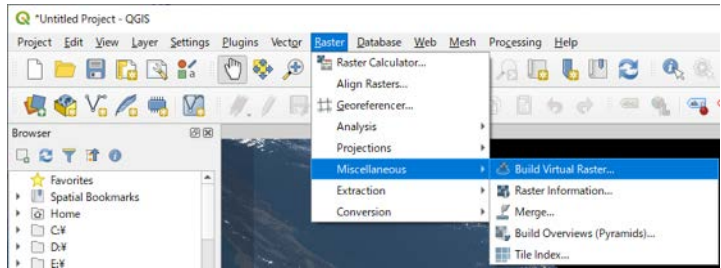 *Untitled Project - QGIS
Project Edit View Layer Settings Plugins Vector Raster Database Web Mesh Processing Help
Raster Calculator...
Align Rasters...
Georeferencer...
Analysis
Projections
Miscellaneous
Extraction
Conversion
Build Virtual Raster...
Raster Information...
Merge...
Build Overviews (Pyramids)...
Tile Index...
Browser
Favorites
Spatial Bookmarks
Home
C:¥
D:¥
E:¥